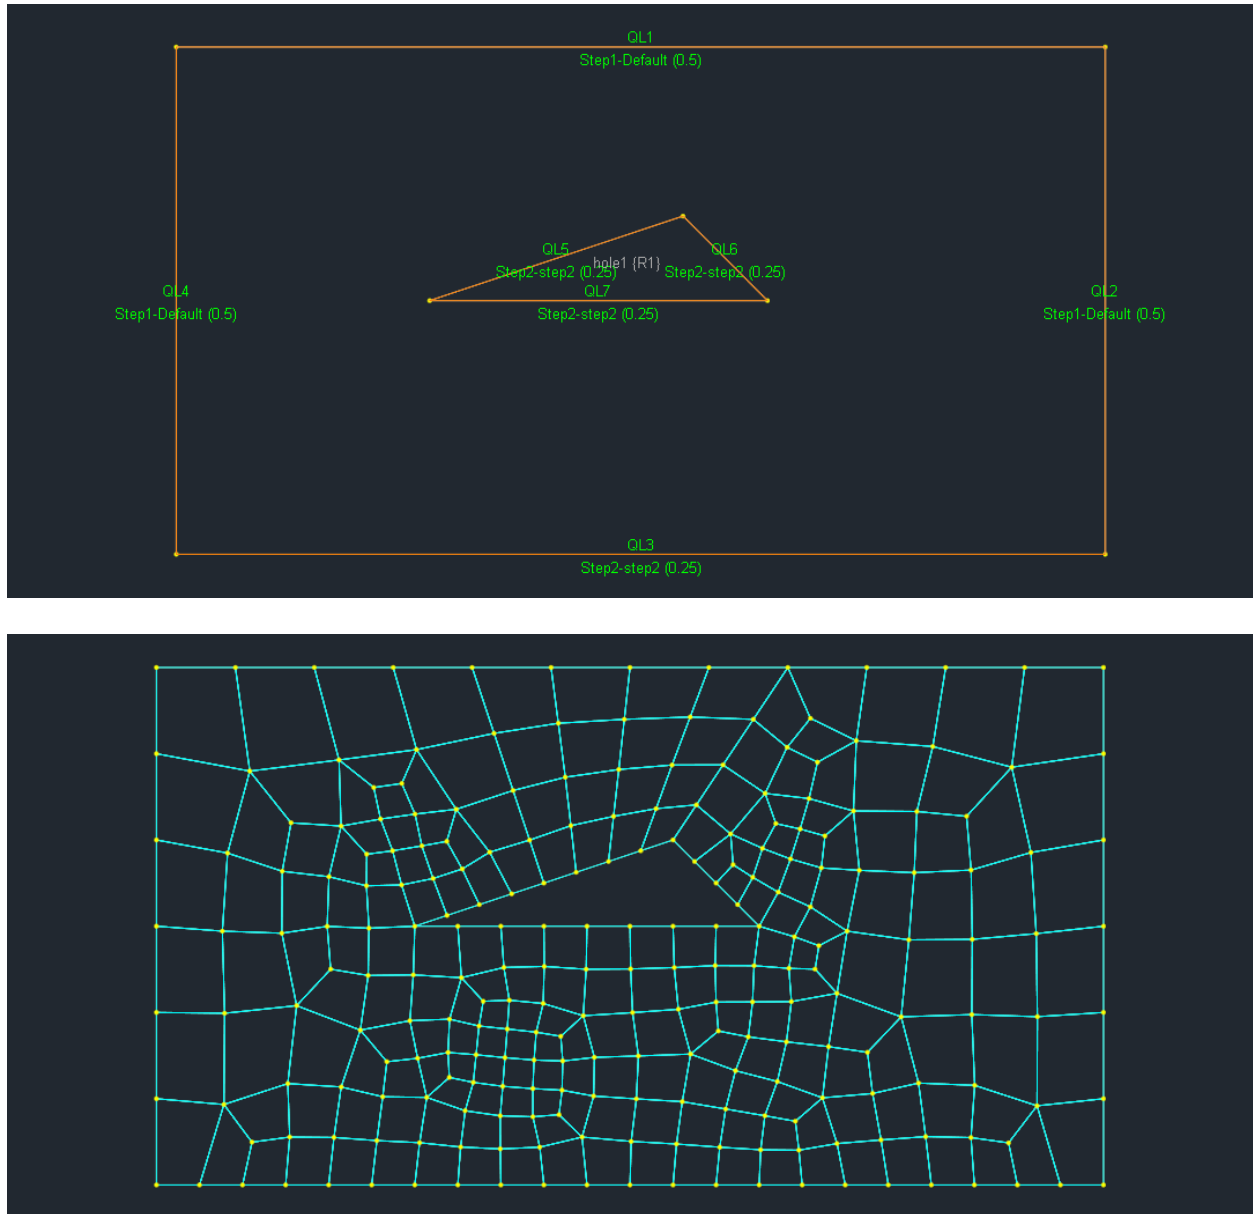 QL1
Step1-Default (0.5)
QL5
QL6
hole1 {R1}
Step2-step2 (0.25)
Step2-step2 (0.25)
QL4
QL7
QL2
Step1-Default (0.5)
Step2-step2 (0.25)
Step1-Default (0.5)
QL3
Step2-step2 (0.25)